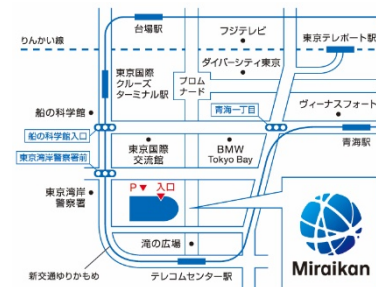 台場駅
フジテレビ
りんかい線
東京テレポート駅
ダイバーシティ東京
東京国際
クルーズ
ターミナル駅
プロム
ナード
船の科学館
青海一丁目
ヴィーナスフォート
船の科学館入口
東京国際
交流館
BMW
Tokyo Bay
青海駅
東京湾岸警察署前
東京湾岸
警察署
P
入口
滝の広場
新交通ゆりかもめ
テレコムセンター駅
Miraikan